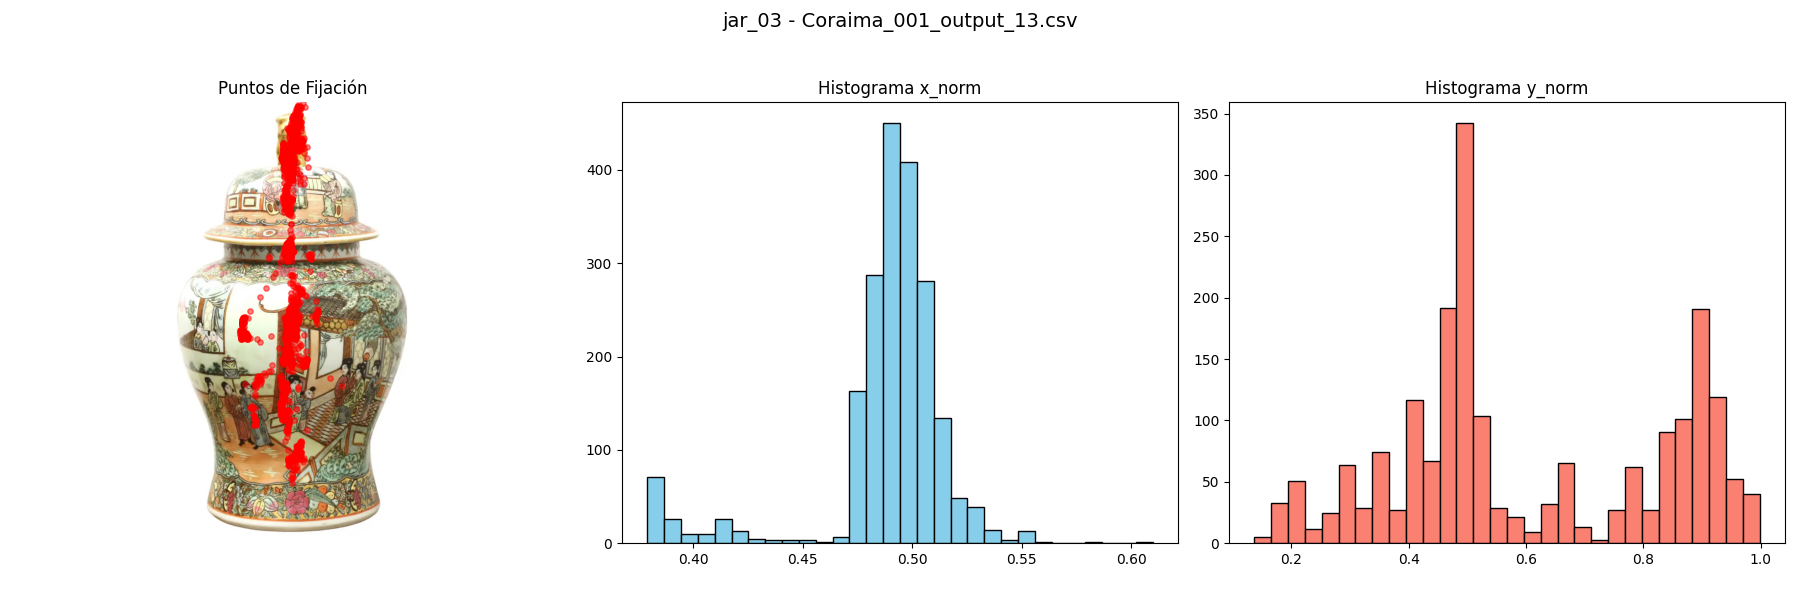 jar_03 - Coraima_001_output_13.csv
Puntos de Fijación
Histograma x_norm
Histograma y_norm
400
300
200
100
0
0.40 0.45 0.50 0.55 0.60
350
300
250
200
150
100
50
0
0.2 0.4 0.6 0.8 1.0